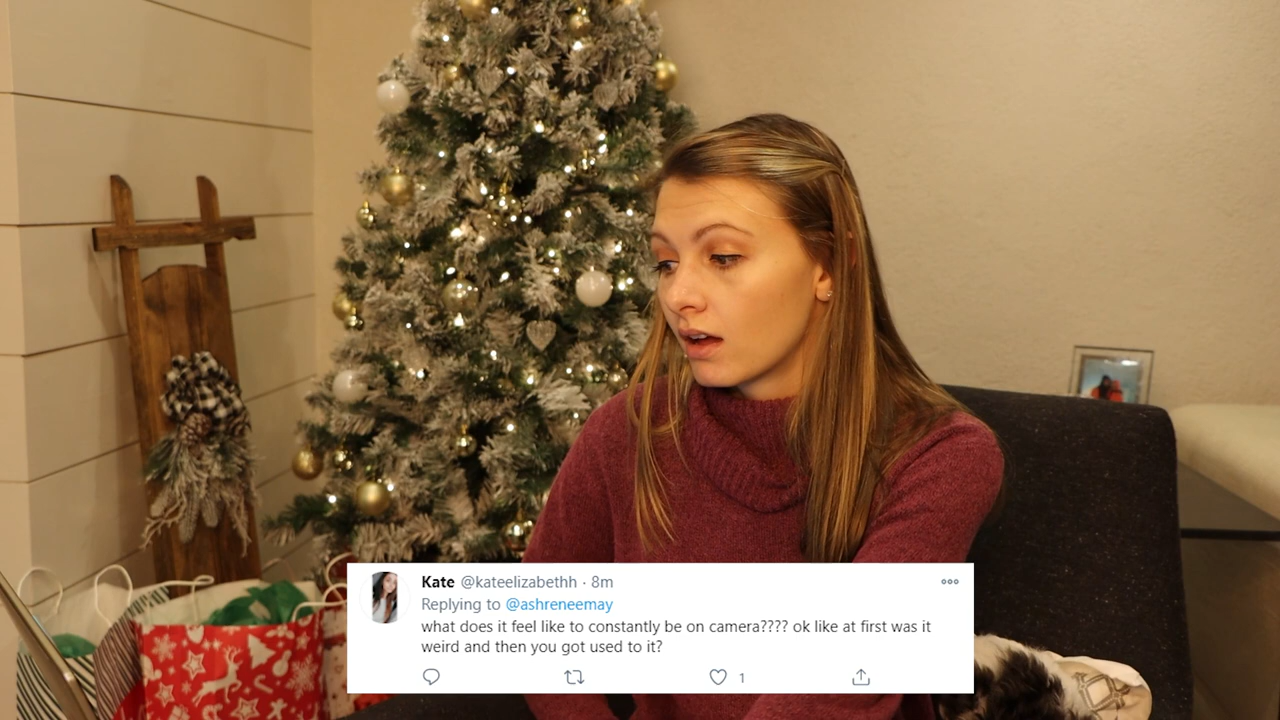 Kate @kateelizabethh · 8m
Replying to @ashreneemay
what does it feel like to constantly be on camera???? ok like at first was it
weird and then you got used to it?
1